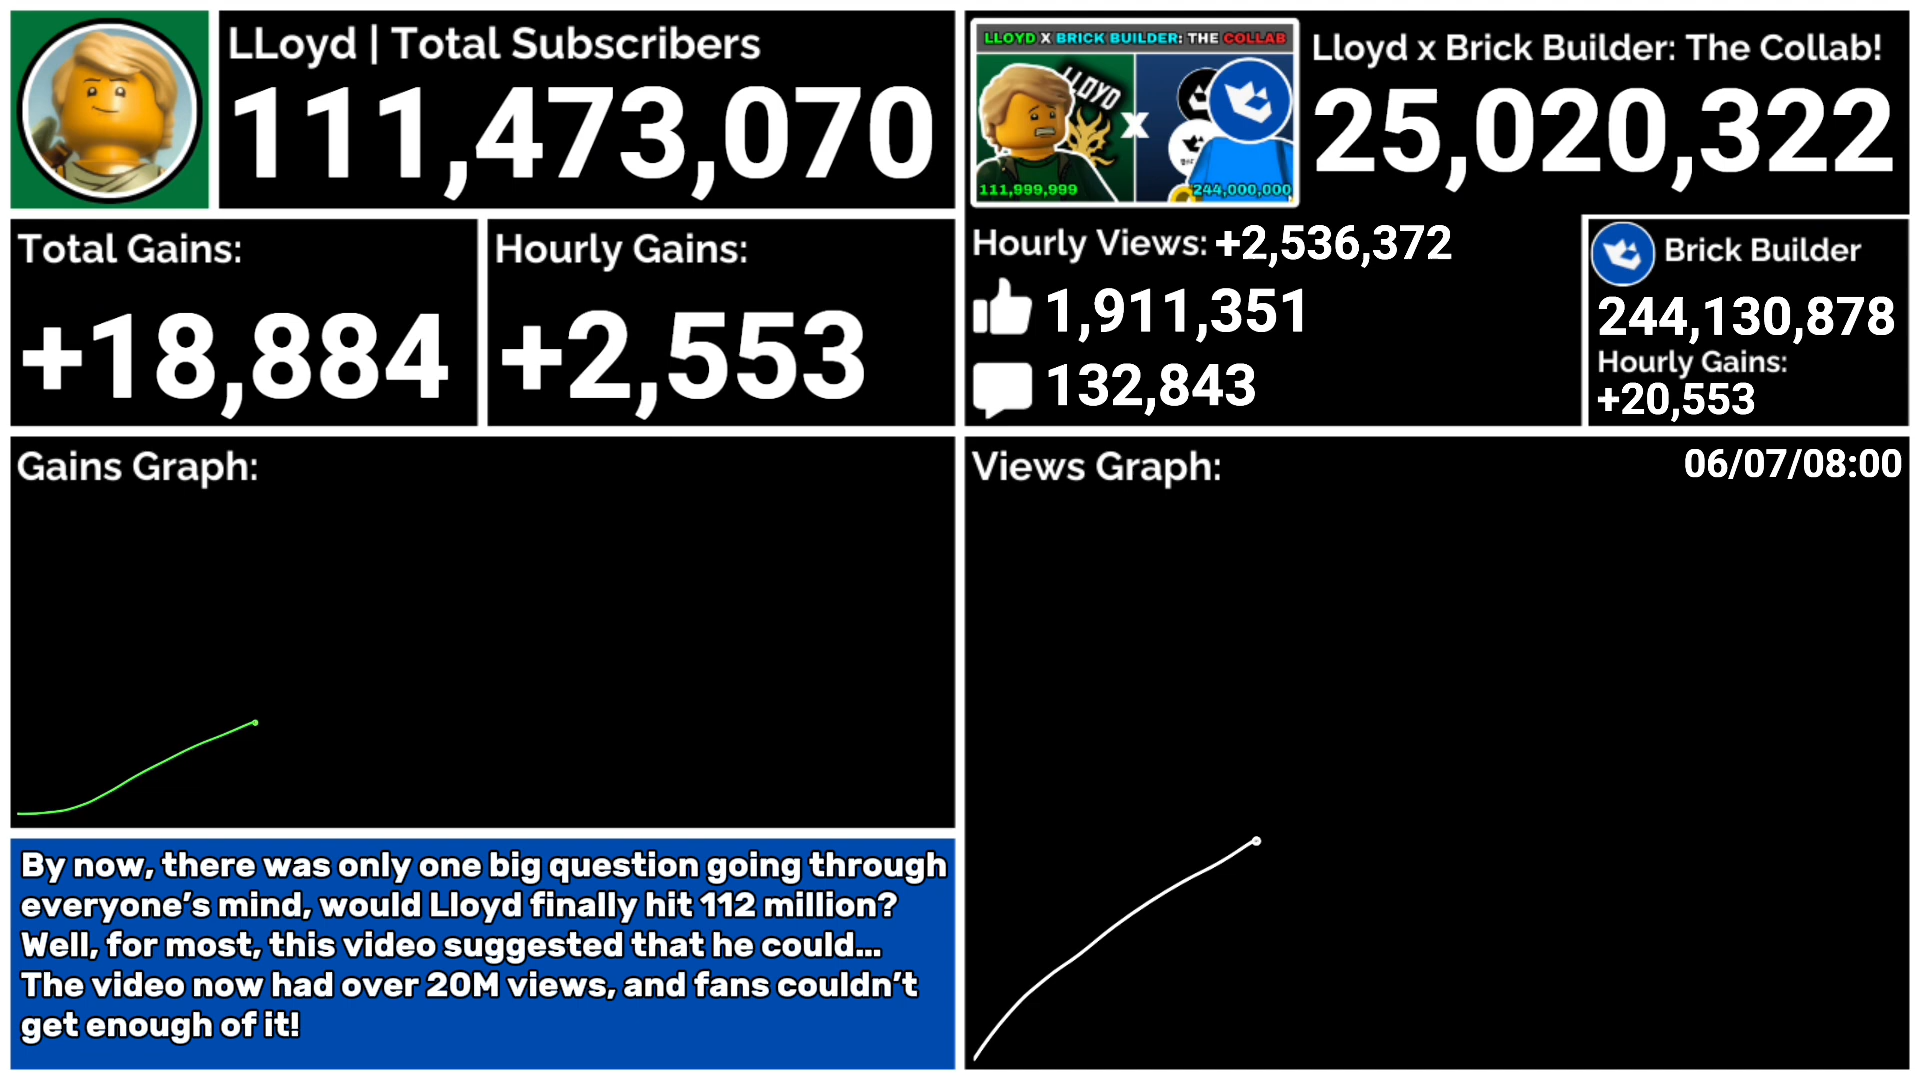 LLoyd | Total Subscribers
111,473,070
Total Gains:
+18,884
Hourly Gains:
+2,553
LLOYD X BRICK BUILDER: THE COLLAB
LLOYD
X
111,999,999
244,000,000
Lloyd x Brick Builder: The Collab!
25,020,322
Hourly Views: +2,536,372
1,911,351
132,843
Brick Builder
244,130,878
Hourly Gains:
+20,553
Gains Graph:
Views Graph:
06/07/08:00
By now, there was only one big question going through
everyone's mind, would Lloyd finally hit 112 million?
Well, for most, this video suggested that he could...
The video now had over 20M views, and fans couldn't
get enough of it!